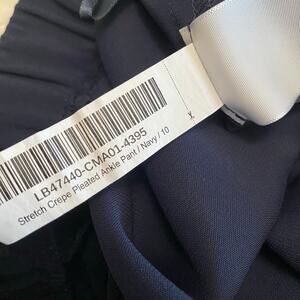 LB47440-CMA01-4395
Stretch Crepe Pleated Ankle Pant / Navy / 10